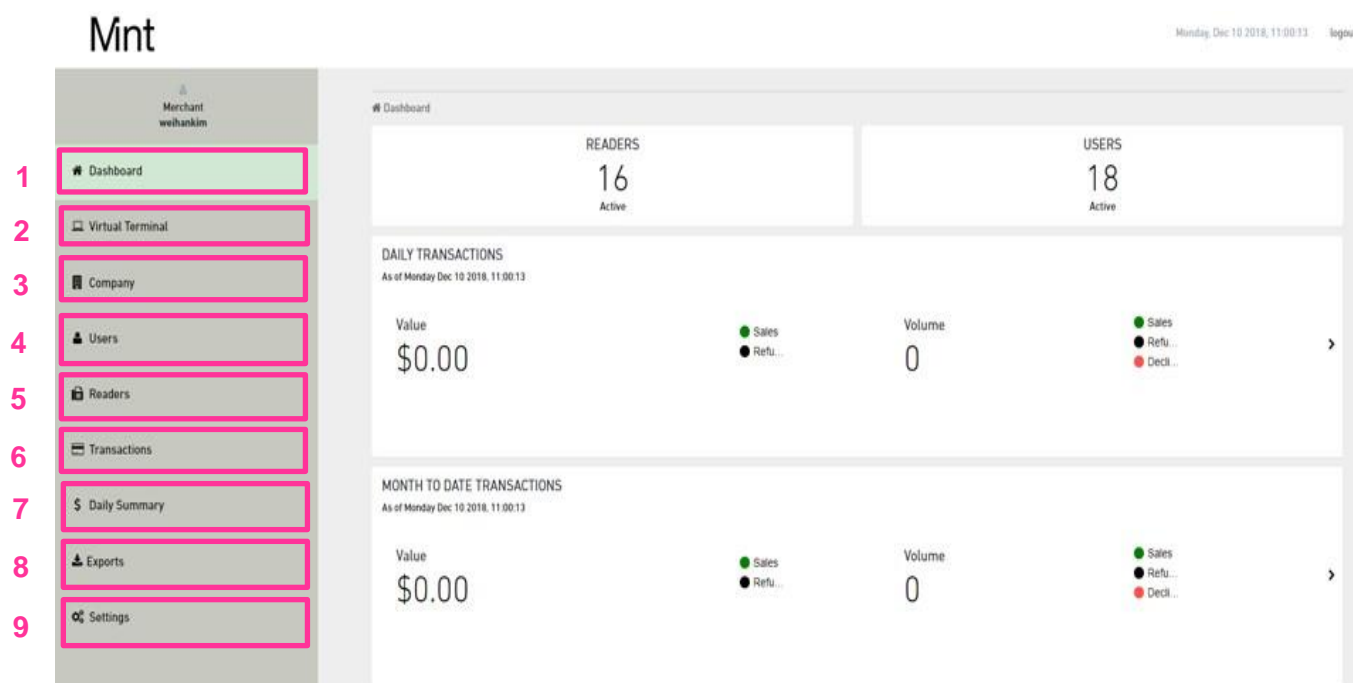 Mint
Monday, Dec 10 2018, 11:00:13 logou
Merchant
weihankim
1 Dashboard
2 Virtual Terminal
3 Company
4 Users
5 Readers
6 Transactions
7 $ Daily Summary
8 Exports
9 Settings
Dashboard
READERS
16
Active
USERS
18
Active
DAILY TRANSACTIONS
As of Monday Dec 10 2018, 11:00:13
Value
$0.00
Sales
Refu...
Volume
0
Sales
Refu...
Decli...
>
MONTH TO DATE TRANSACTIONS
As of Monday Dec 10 2018, 11:00:13
Value
$0.00
Sales
Refu...
Volume
0
Sales
Refu...
Decli...
>